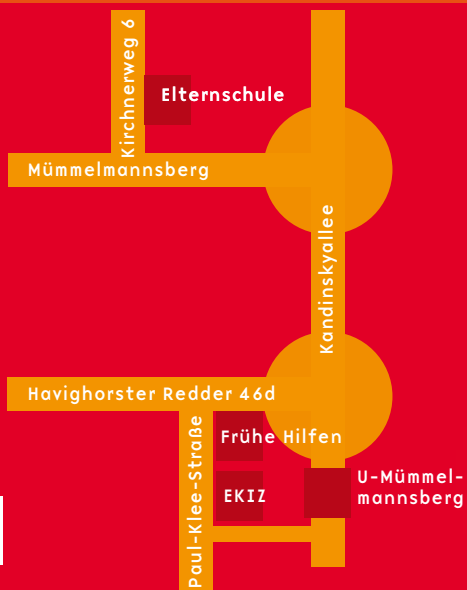 Kirchnerweg 6
Elternschule
Mümmelmannsberg
Kandinskyallee
Havighorster Redder 46d
Paul-Klee-Straße
Frühe Hilfen
EKIZ
U-Mümmel-
mannsberg